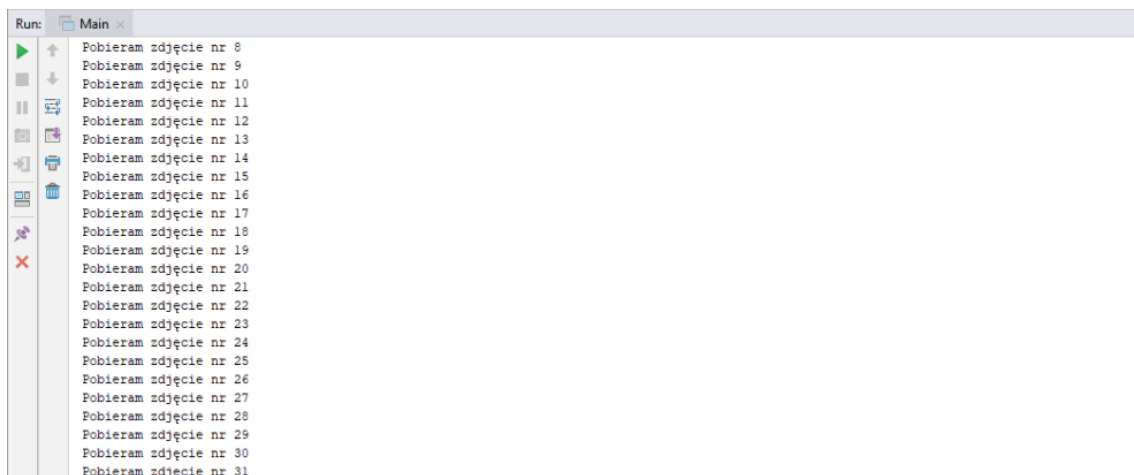 Run: Main
Pobieram zdjęcie nr 8
Pobieram zdjęcie nr 9
Pobieram zdjęcie nr 10
Pobieram zdjęcie nr 11
Pobieram zdjęcie nr 12
Pobieram zdjęcie nr 13
Pobieram zdjęcie nr 14
Pobieram zdjęcie nr 15
Pobieram zdjęcie nr 16
Pobieram zdjęcie nr 17
Pobieram zdjęcie nr 18
Pobieram zdjęcie nr 19
Pobieram zdjęcie nr 20
Pobieram zdjęcie nr 21
Pobieram zdjęcie nr 22
Pobieram zdjęcie nr 23
Pobieram zdjęcie nr 24
Pobieram zdjęcie nr 25
Pobieram zdjęcie nr 26
Pobieram zdjęcie nr 27
Pobieram zdjęcie nr 28
Pobieram zdjęcie nr 29
Pobieram zdjęcie nr 30
Pobieram zdjęcie nr 31